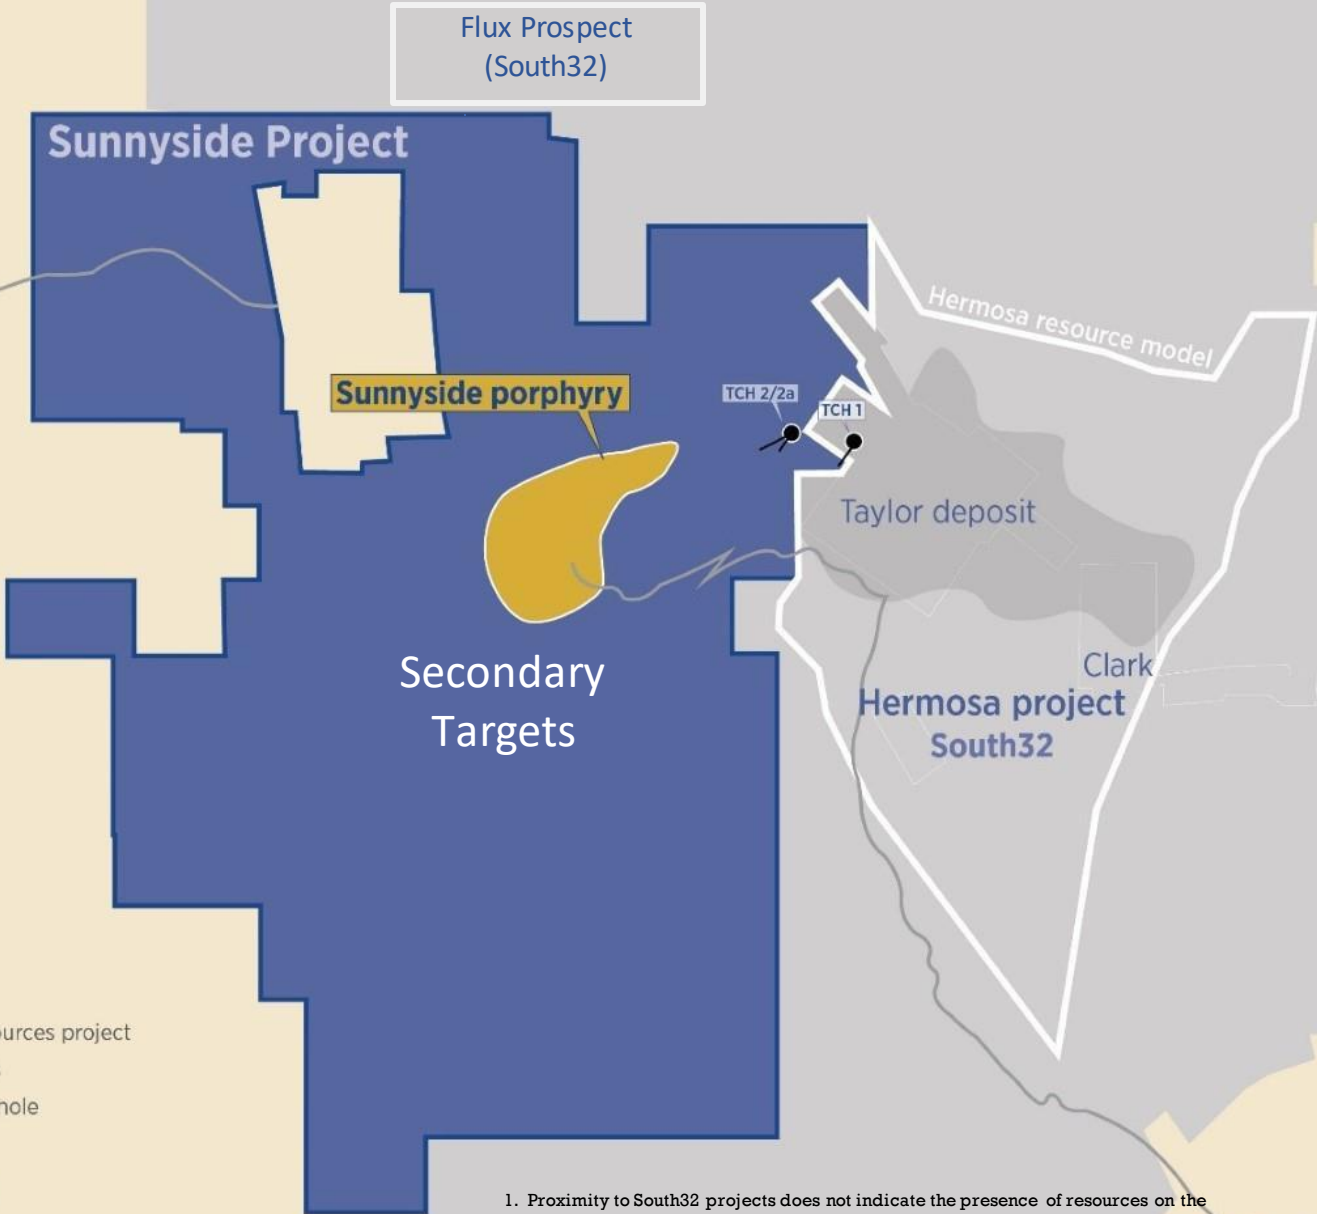 Flux Prospect
(South32)
Sunnyside Project
Hermosa resource model
Sunnyside porphyry
TCH 2/2a
TCH 1
Taylor deposit
Secondary
Targets
Clark
Hermosa project
South32
project
hole
1. Proximity to South32 projects does not indicate the presence of resources on the